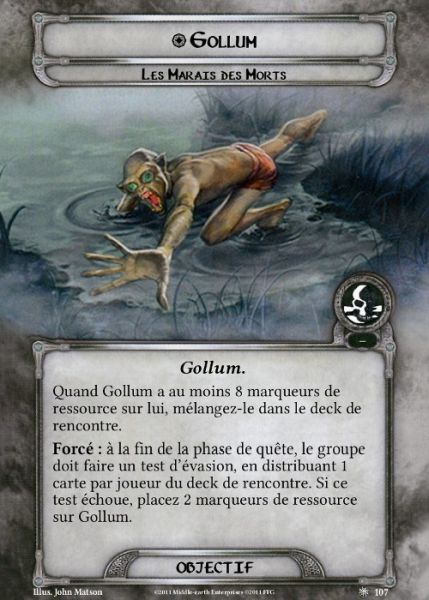 Gollum
Les Marais des Morts
Gollum.
Quand Gollum a au moins 8 marqueurs de
ressource sur lui, mélangez-le dans le deck de
rencontre.
Forcé : à la fin de la phase de quête, le groupe
doit faire un test d'évasion, en distribuant 1
carte par joueur du deck de rencontre. Si ce
test échoue, placez 2 marqueurs de ressource
sur Gollum.
OBJECTIF
Illus. John Matson ©2011 Middle-earth Enterprises ©2011 FFG 107